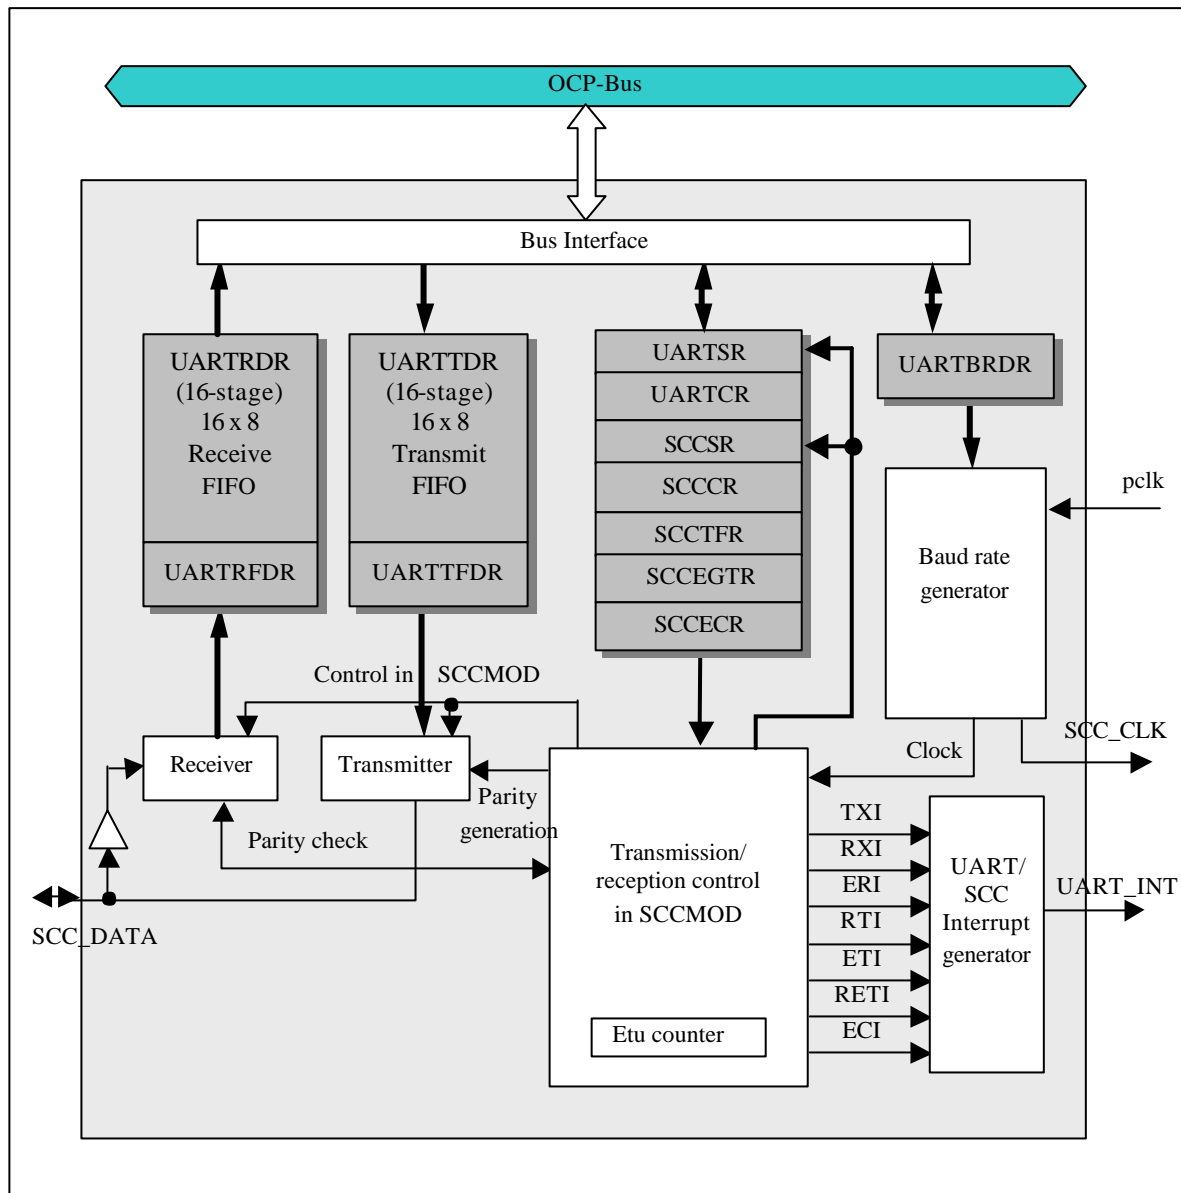 OCP-Bus
Bus Interface
UARTRDR
(16-stage)
16 x 8
Receive
FIFO
UARTRFDR
UARTTDR
(16-stage)
16 x 8
Transmit
FIFO
UARTTFDR
UARTSR
UARTCR
SCCSR
SCCCR
SCCTFR
SCCEGTR
SCCECR
UARTBRDR
pclk
Baud rate
generator
Control in SCCMOD
SCC_CLK
Clock
Receiver
Transmitter
Parity
generation
Parity check
SCC_DATA
Transmission/
reception control
in SCCMOD
Etu counter
TXI
RXI
ERI
RTI
ETI
RETI
ECI
UART/
SCC
Interrupt
generator
UART_INT